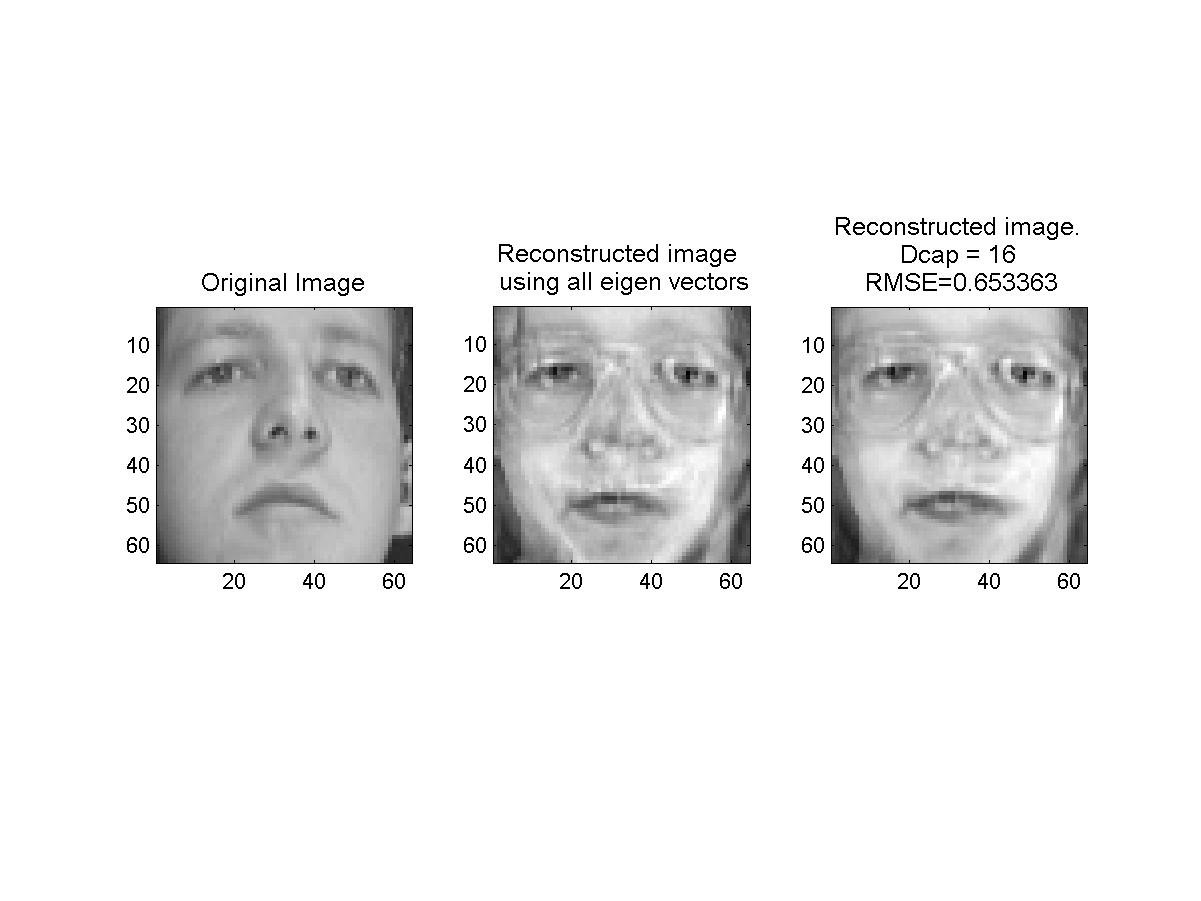 Original Image
10
20
30
40
50
60
20 40 60
Reconstructed image
using all eigen vectors
10
20
30
40
50
60
20 40 60
Reconstructed image.
Dcap = 16
RMSE=0.653363
10
20
30
40
50
60
20 40 60